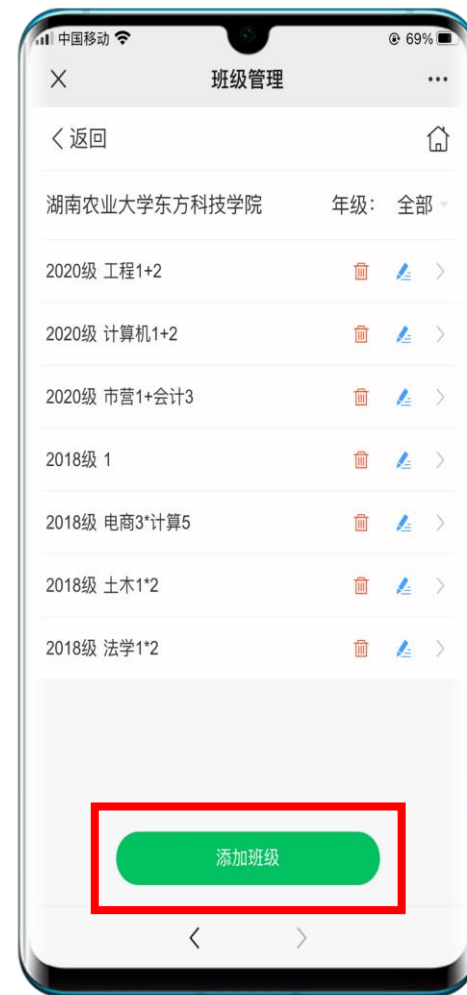 中国移动 69%
班级管理
返回
湖南农业大学东方科技学院 年级： 全部
2020级 工程1+2
2020级 计算机1+2
2020级 市营1+会计3
2018级 1
2018级 电商3*计算5
2018级 土木1*2
2018级 法学1*2
添加班级